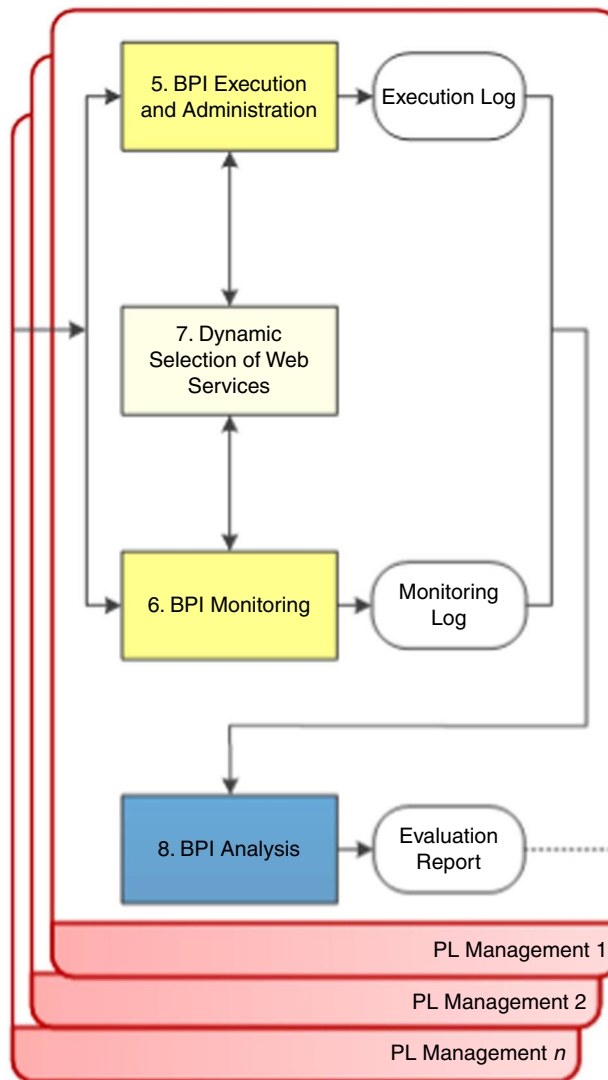 5. BPI Execution
and Administration
Execution Log
7. Dynamic
Selection of Web
Services
6. BPI Monitoring
Monitoring
Log
8. BPI Analysis
Evaluation
Report
PL Management 1
PL Management 2
PL Management n